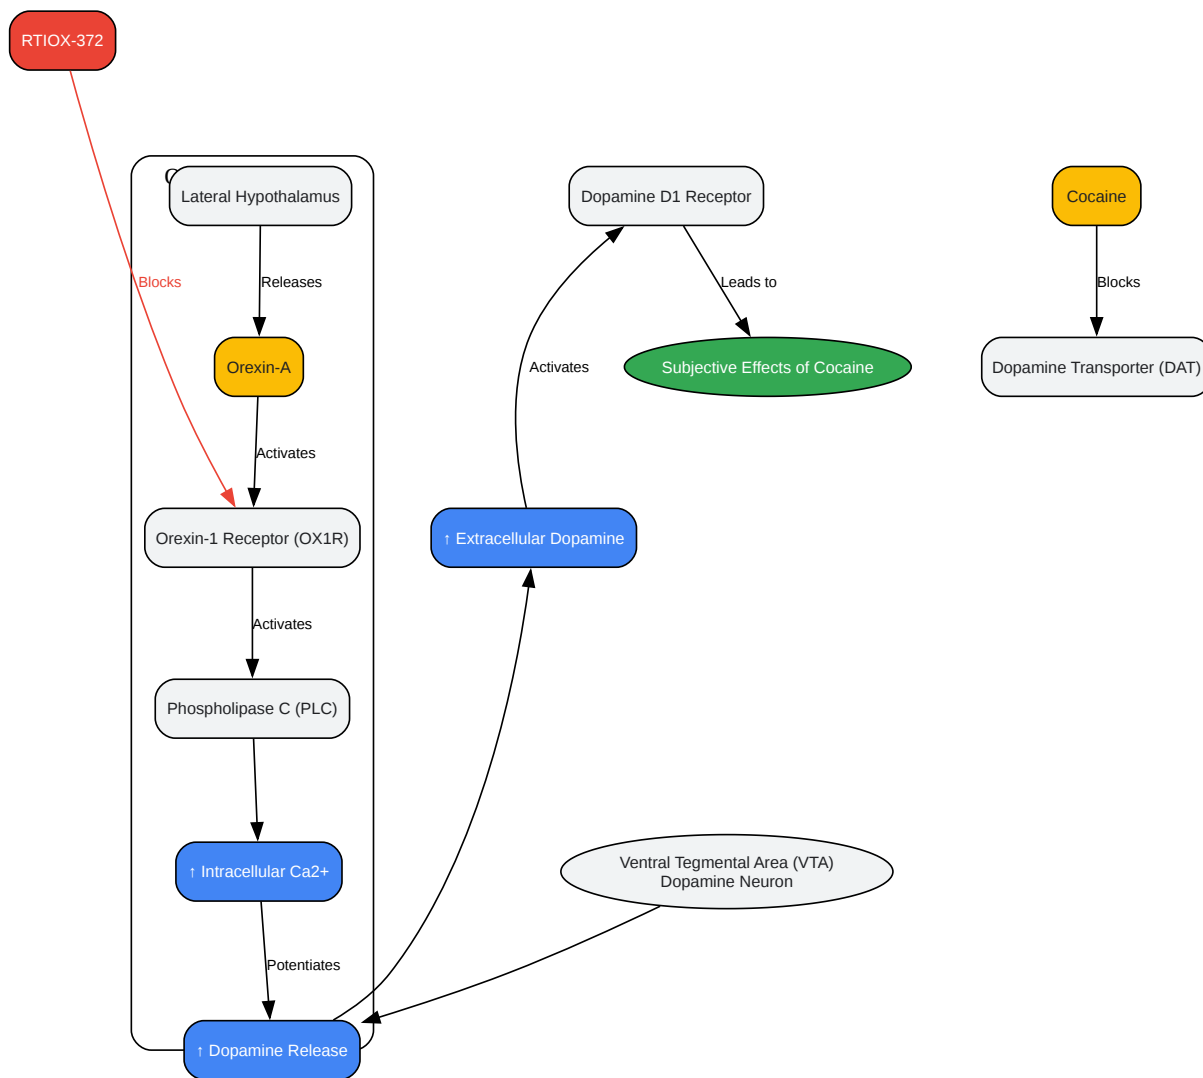 RTIOX-372
Lateral Hypothalamus
Dopamine D1 Receptor
Cocaine
Blocks
Releases
Leads to
Blocks
Orexin-A
Activates
Subjective Effects of Cocaine
Dopamine Transporter (DAT)
Activates
Orexin-1 Receptor (OX1R)
↑ Extracellular Dopamine
Activates
Phospholipase C (PLC)
↑ Intracellular Ca2+
Ventral Tegmental Area (VTA)
Dopamine Neuron
Potentiates
↑ Dopamine Release